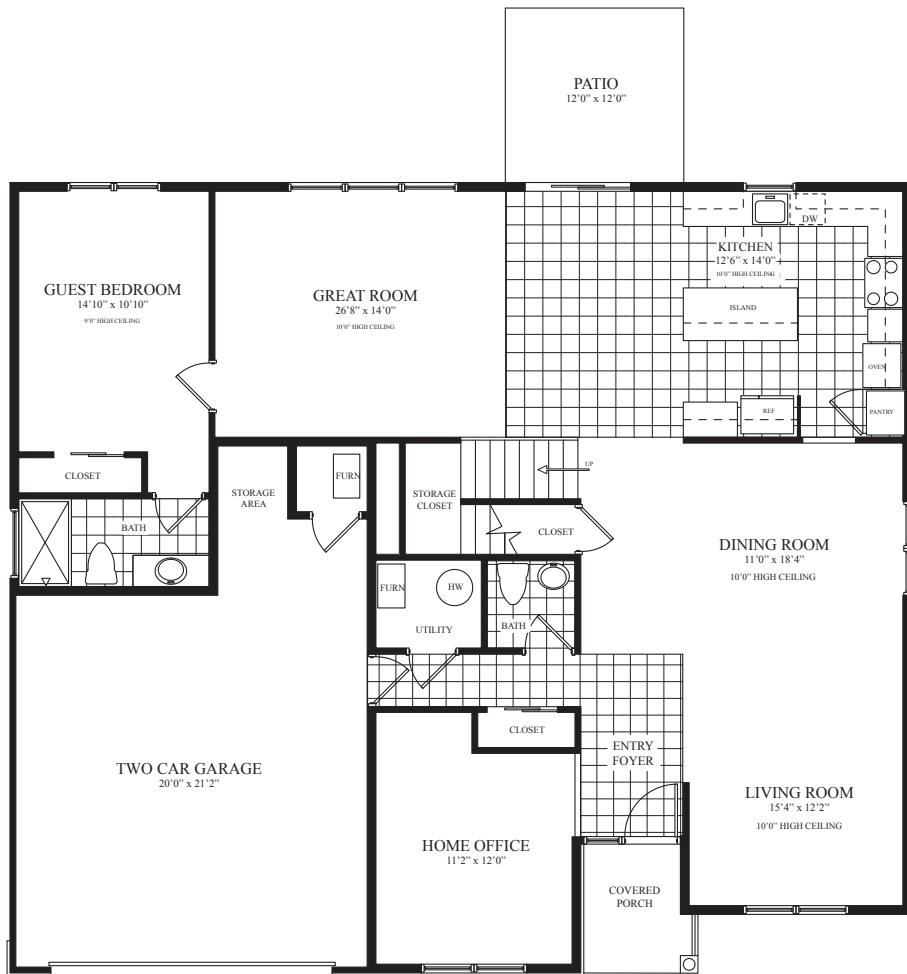 PATIO
12’0” x 12’0”
DW
KITCHEN
12’6” x 14’0”
10’0” HIGH CEILING
GUEST BEDROOM
14’10” x 10’10”
9’0” HIGH CEILING
GREAT ROOM
26’8” x 14’0”
10’0” HIGH CEILING
ISLAND
OVEN
REF
PANTRY
CLOSET
UP
FURN
STORAGE
AREA
STORAGE
CLOSET
BATH
CLOSET
DINING ROOM
11’0” x 18’4”
10’0” HIGH CEILING
FURN
HW
UTILITY
BATH
CLOSET
ENTRY
FOYER
TWO CAR GARAGE
20’0” x 21’2”
LIVING ROOM
15’4” x 12’2”
10’0” HIGH CEILING
HOME OFFICE
11’2” x 12’0”
COVERED
PORCH